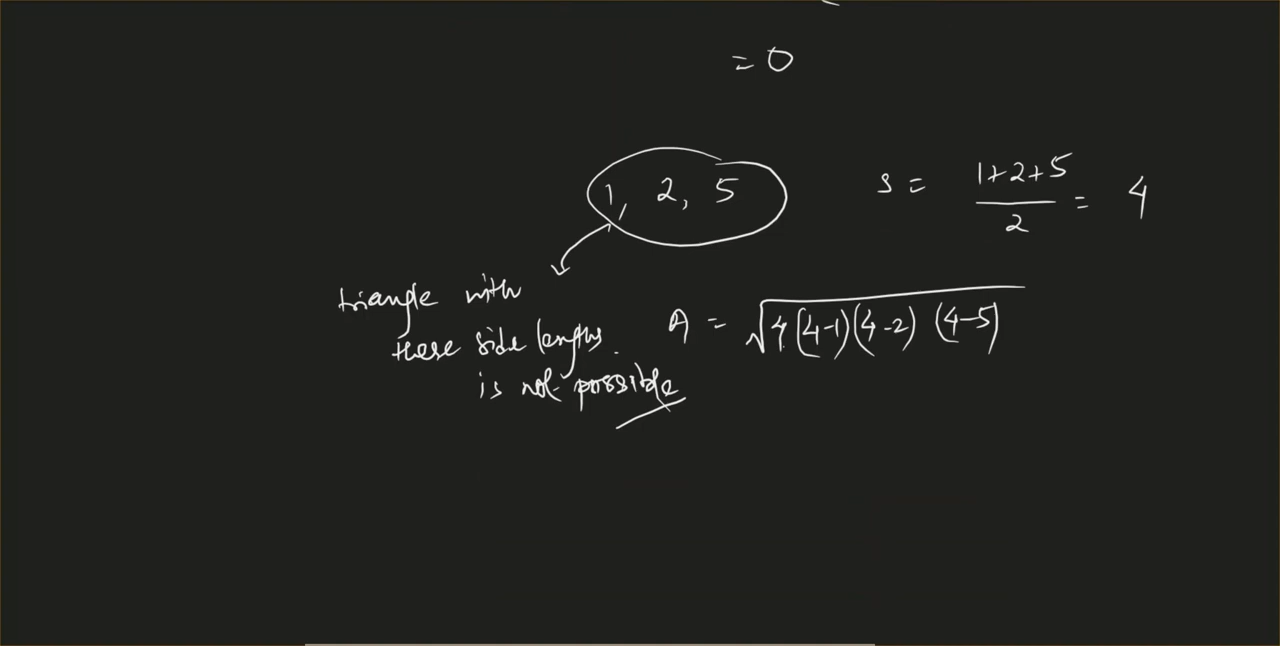 = 0
1, 2, 5
s = (1+2+5)/2 = 4
triangle with
these side lengths
is not possible
A = √(4(4-1)(4-2)(4-5))